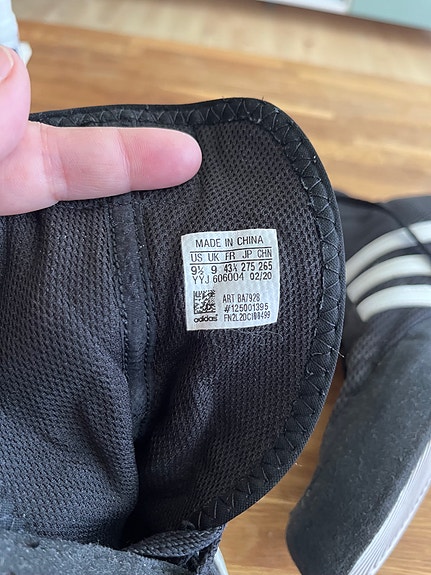 MADE IN CHINA
US UK FR JP CHN
9½ 9 43⅓ 275 265
YYJ 606004 02/20
ART BA7928
#125001395
adidas FN2L20C100499